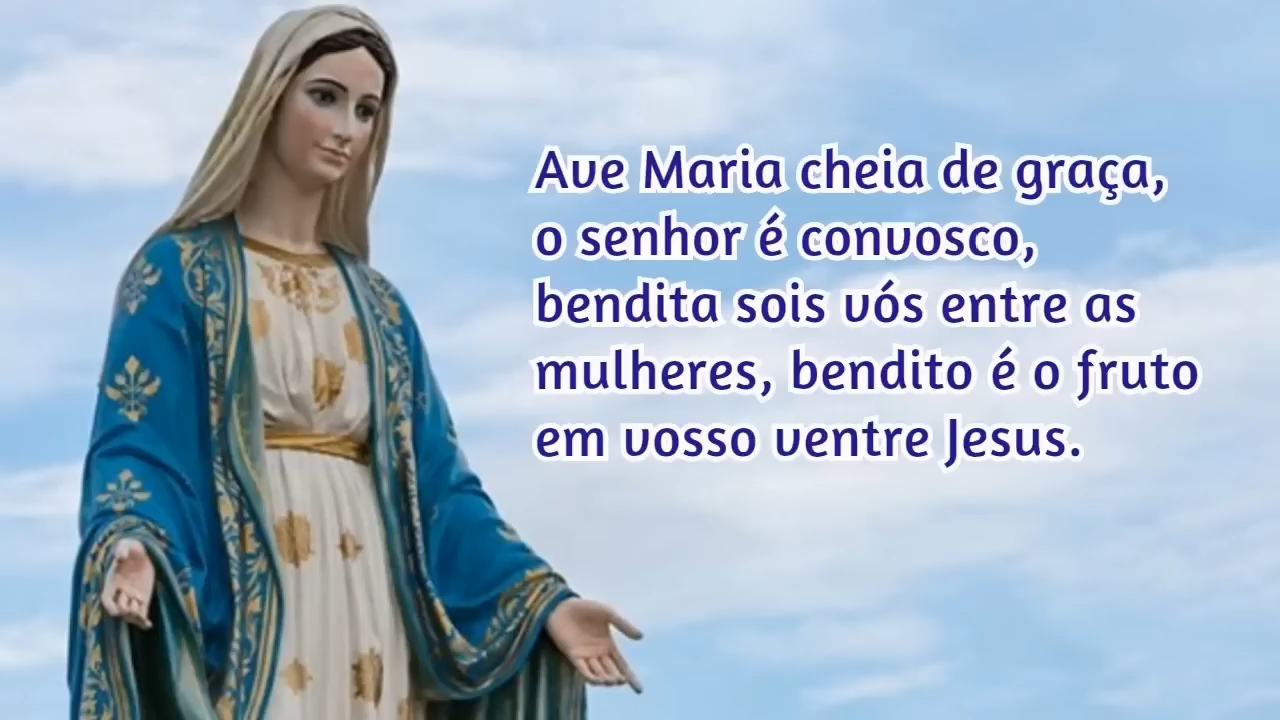 Ave Maria cheia de graça,
o senhor é convosco,
bendita sois vós entre as
mulheres, bendito é o fruto
em vosso ventre Jesus.